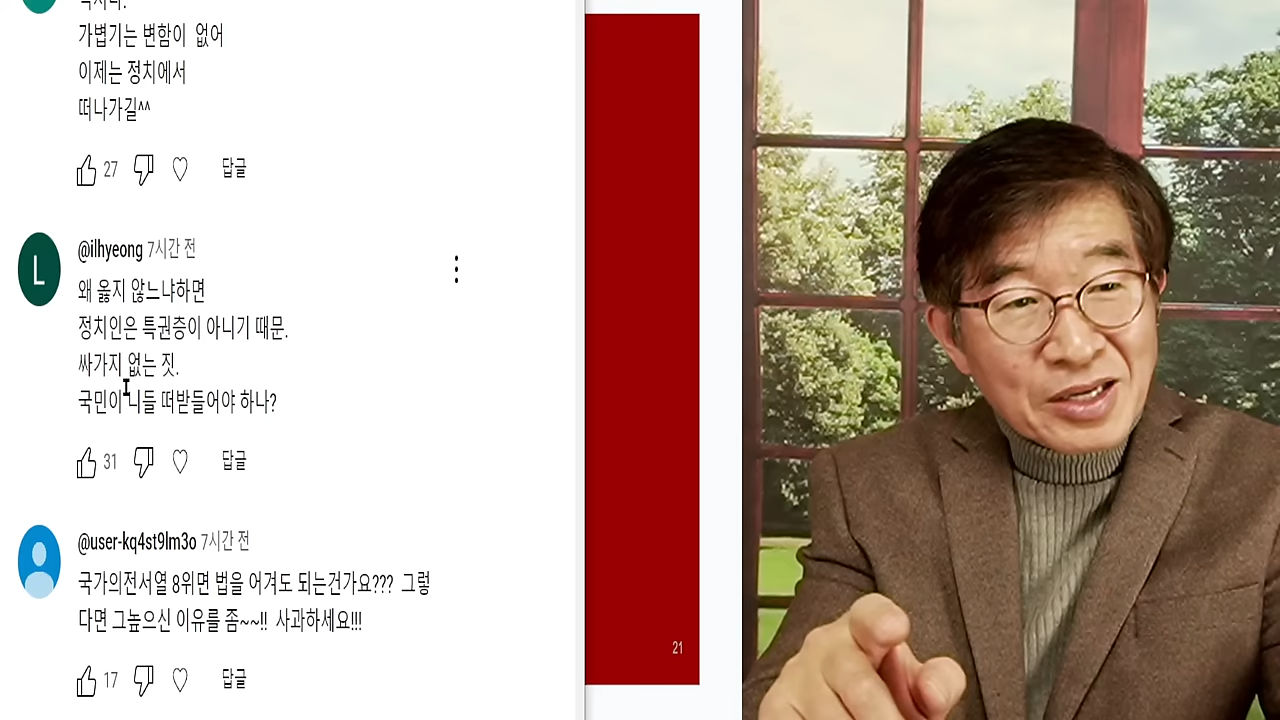 가볍기는 변함이 없어
이제는 정치에서
떠나가길^^
27
답글
L
@ilhyeong 7시간 전
왜 옳지 않느냐하면
정치인은 특권층이 아니기 때문.
싸가지 없는 짓.
국민이 니들 떠받들어야 하나?
31
답글
@user-kq4st9lm3o 7시간 전
국가의전서열 8위면 법을 어겨도 되는건가요??? 그렇
다면 그높으신 이유를 좀~~!! 사과하세요!!!
17
답글
21